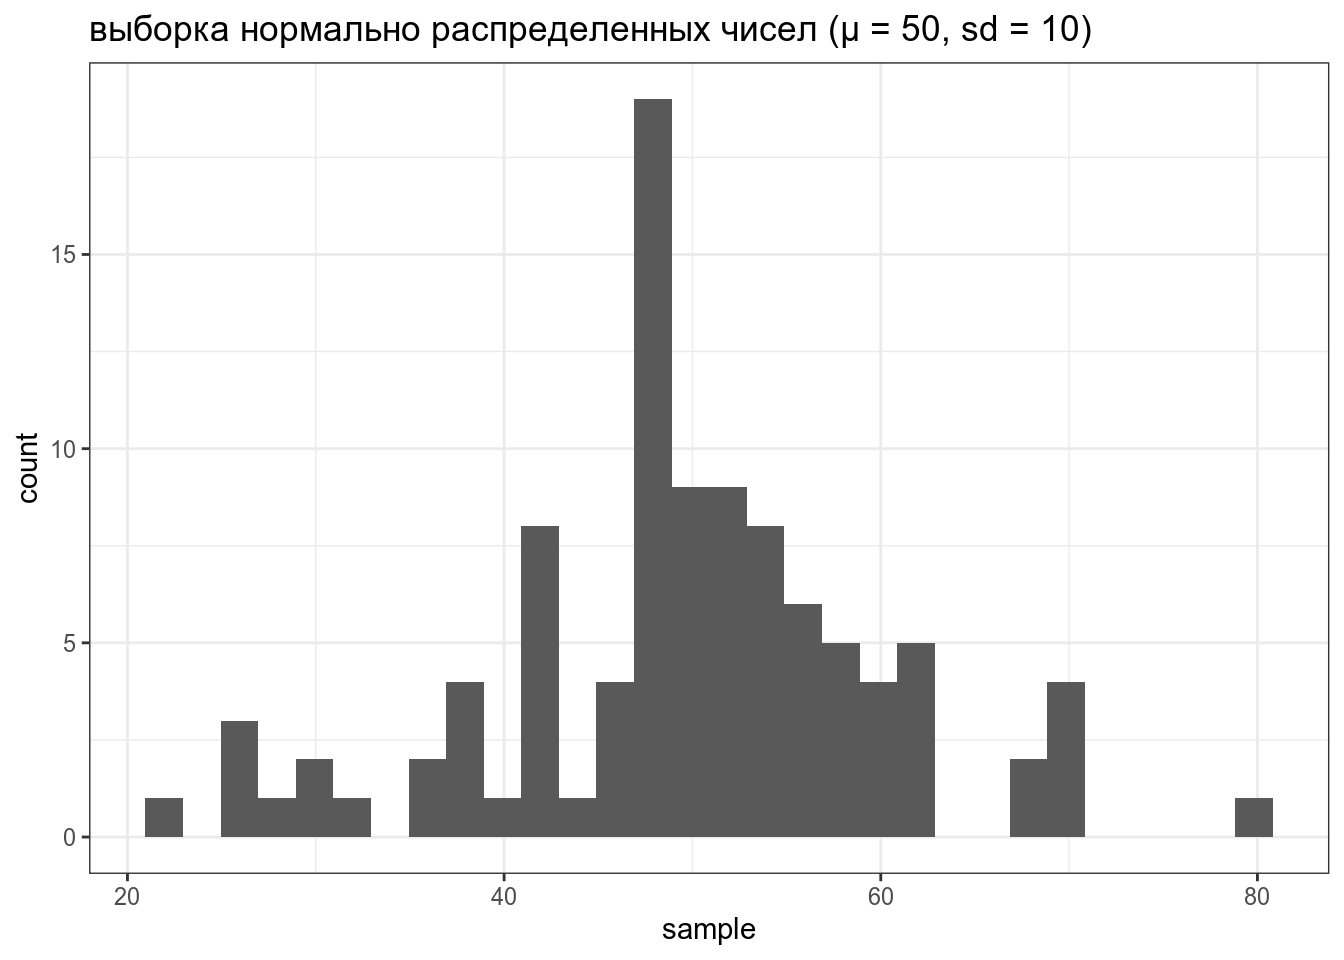 выборка нормально распределенных чисел (μ = 50, sd = 10)
15
10
5
0
count
20 40 60 80
sample